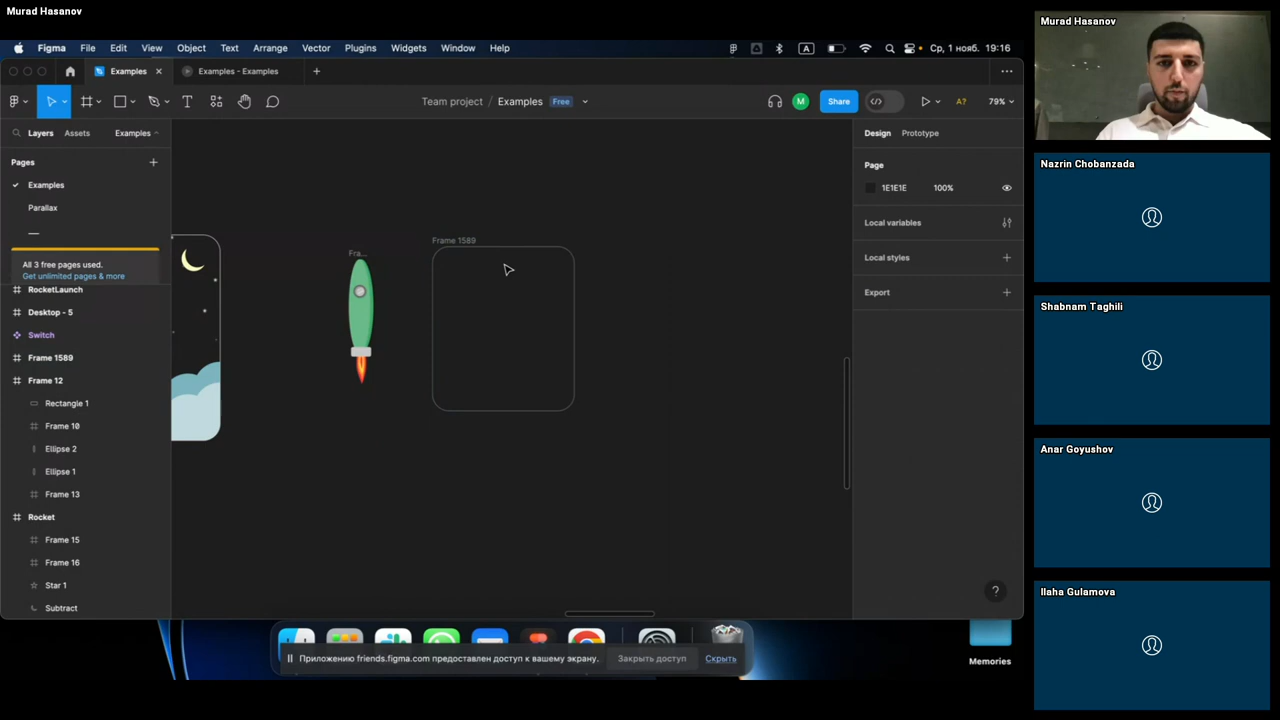 Murad Hasanov
Figma File Edit View Object Text Arrange Vector Plugins Widgets Window Help
A
Ср, 1 нояб. 19:16
Examples
Examples - Examples
Team project / Examples Free
M
Share
A?
79%
Layers Assets Examples
Pages
Examples
Parallax
—
All 3 free pages used.
Get unlimited pages & more
RocketLaunch
Desktop - 5
Switch
Frame 1589
Frame 12
Rectangle 1
Frame 10
Ellipse 2
Ellipse 1
Frame 13
Rocket
Frame 15
Frame 16
Star 1
Subtract
Fra...
Frame 1589
Design Prototype
Page
1E1E1E 100%
Local variables
Local styles
Export
?
Приложению friends.figma.com предоставлен доступ к вашему экрану. Закрыть доступ Скрыть
Memories
Murad Hasanov
Nazrin Chobanzada
Shabnam Taghili
Anar Goyushov
Ilaha Gulamova